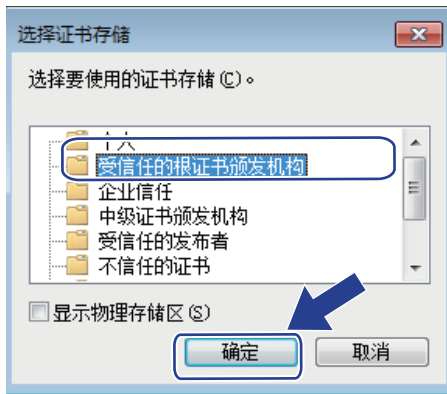 选择证书存储
选择要使用的证书存储(C)。
个人
受信任的根证书颁发机构
企业信任
中级证书颁发机构
受信任的发布者
不信任的证书
显示物理存储区(S)
确定
取消